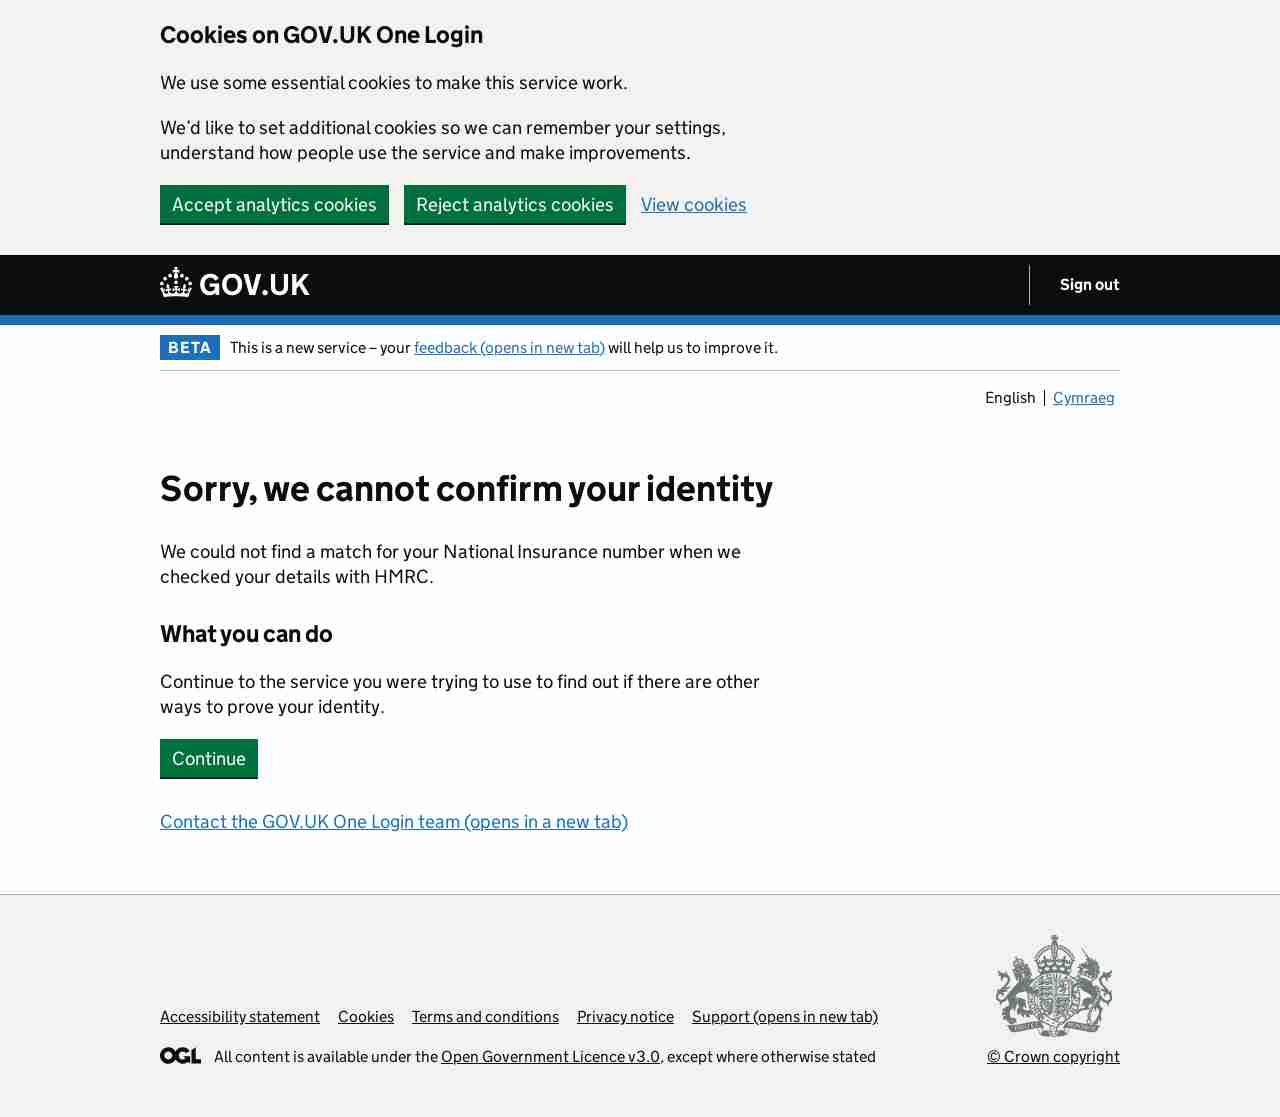 Cookies on GOV.UK One Login
We use some essential cookies to make this service work.
We’d like to set additional cookies so we can remember your settings,
understand how people use the service and make improvements.
Accept analytics cookies Reject analytics cookies View cookies
GOV.UK Sign out
BETA This is a new service – your feedback (opens in new tab) will help us to improve it.
English Cymraeg
Sorry, we cannot confirm your identity
We could not find a match for your National Insurance number when we
checked your details with HMRC.
What you can do
Continue to the service you were trying to use to find out if there are other
ways to prove your identity.
Continue
Contact the GOV.UK One Login team (opens in a new tab)
Accessibility statement Cookies Terms and conditions Privacy notice Support (opens in new tab)
OGL All content is available under the Open Government Licence v3.0, except where otherwise stated
© Crown copyright